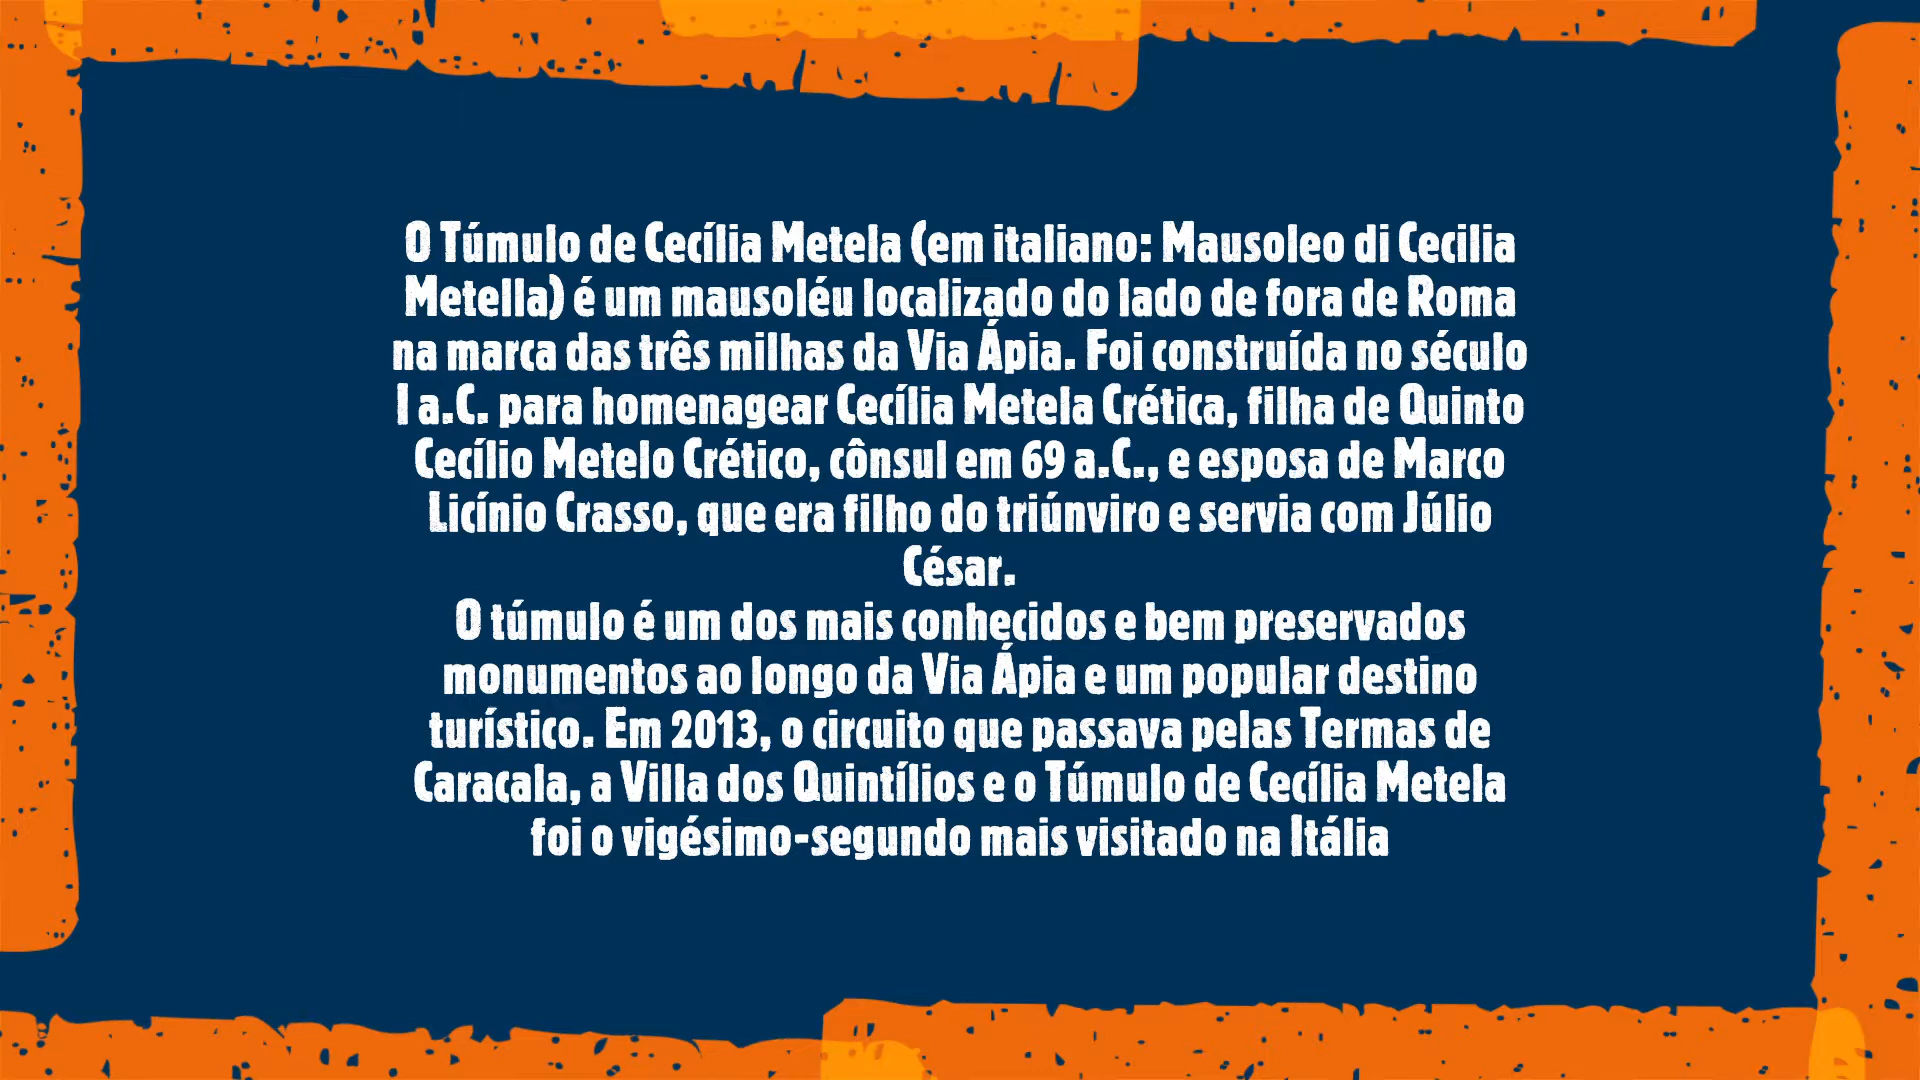 O Túmulo de Cecília Metela (em italiano: Mausoleo di Cecilia
Metella) é um mausoléu localizado do lado de fora de Roma
na marca das três milhas da Via Ápia. Foi construída no século
I a.C. para homenagear Cecília Metela Crética, filha de Quinto
Cecílio Metelo Crético, cônsul em 69 a.C., e esposa de Marco
Licínio Crasso, que era filho do triúnviro e servia com Júlio
César.
O túmulo é um dos mais conhecidos e bem preservados
monumentos ao longo da Via Ápia e um popular destino
turístico. Em 2013, o circuito que passava pelas Termas de
Caracala, a Villa dos Quintílios e o Túmulo de Cecília Metela
foi o vigésimo-segundo mais visitado na Itália